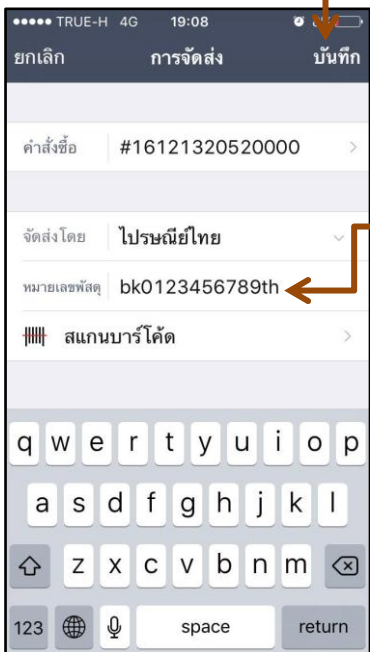 TRUE-H 4G 19:08
ยกเลิก การจัดส่ง บันทึก
คำสั่งซื้อ #16121320520000
จัดส่งโดย ไปรษณีย์ไทย
หมายเลขพัสดุ bk0123456789th
สแกนบาร์โค้ด
q w e r t y u i o p
a s d f g h j k l
z x c v b n m
123 space return